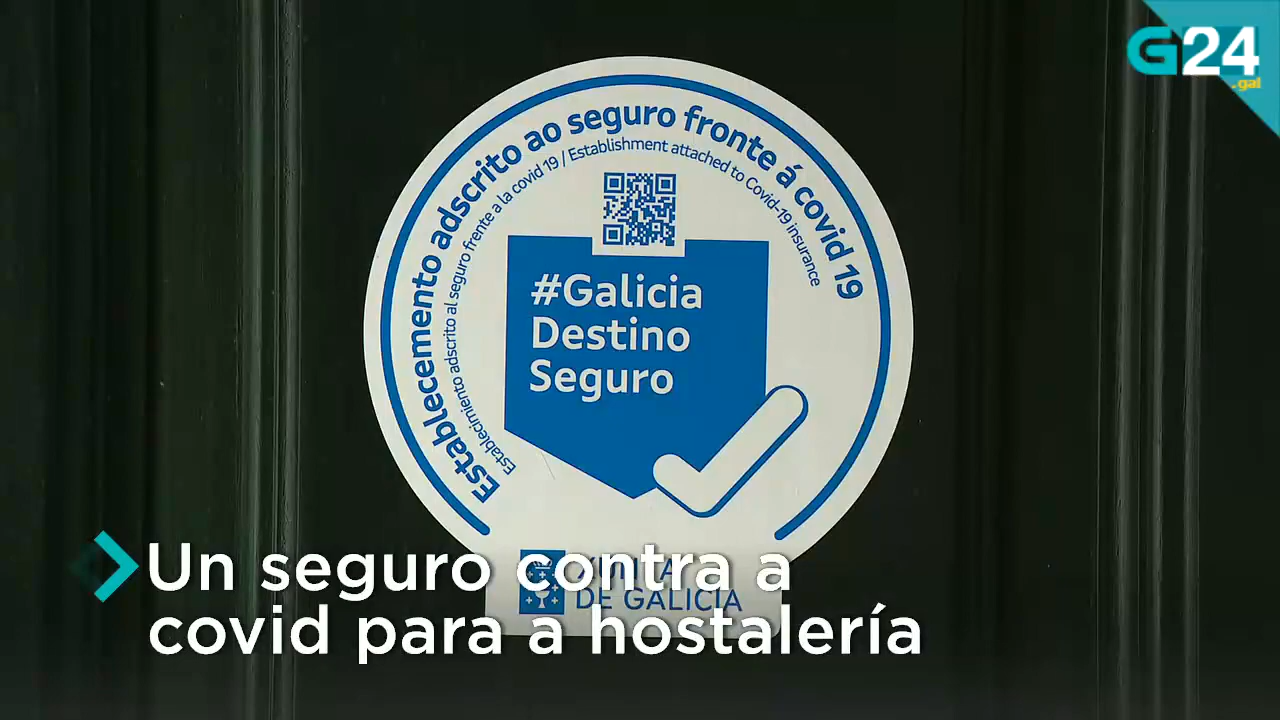 G24
.gal
Establecemento adscrito ao seguro fronte á covid 19
Establecimiento adscrito al seguro frente a la covid 19 / Establishment attached to Covid-19 insurance
#Galicia
Destino
Seguro
XUNTA
DE GALICIA
Un seguro contra a
covid para a hostalería